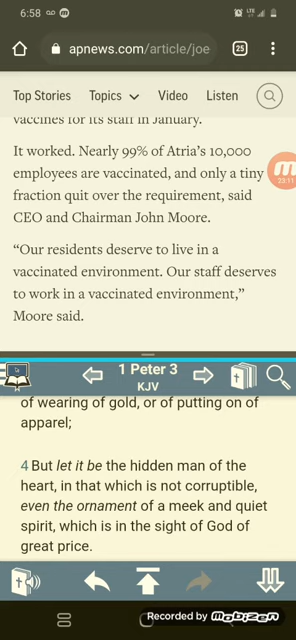 6:58
LTE
apnews.com/article/joe
25
Top Stories Topics Video Listen
vaccines for its staff in January.
It worked. Nearly 99% of Atria's 10,000
employees are vaccinated, and only a tiny
fraction quit over the requirement, said
CEO and Chairman John Moore.
23:11
“Our residents deserve to live in a
vaccinated environment. Our staff deserves
to work in a vaccinated environment,”
Moore said.
1 Peter 3
KJV
of wearing of gold, or of putting on of
apparel;
4 But let it be the hidden man of the
heart, in that which is not corruptible,
even the ornament of a meek and quiet
spirit, which is in the sight of God of
great price.
Recorded by Mobizen